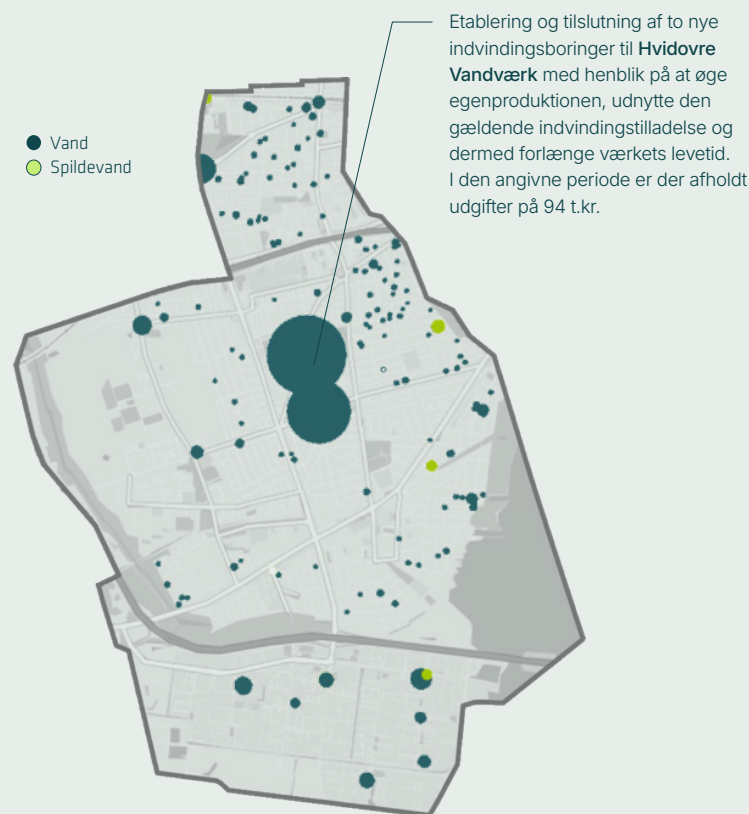 Etablering og tilslutning af to nye
indvindingsboringer til Hvidovre
Vandværk med henblik på at øge
egenproduktionen, udnytte den
gældende indvindingstilladelse og
dermed forlænge værkets levetid.
I den angivne periode er der afholdt
udgifter på 94 t.kr.
Vand
Spildevand